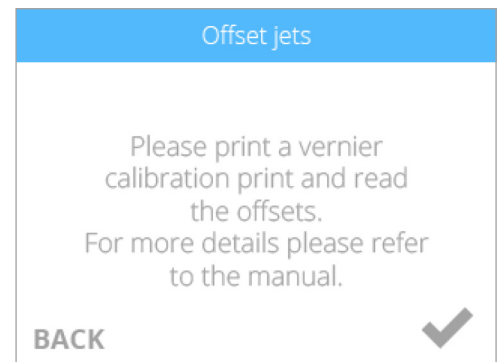 Offset jets
Please print a vernier
calibration print and read
the offsets.
For more details please refer
to the manual.
BACK